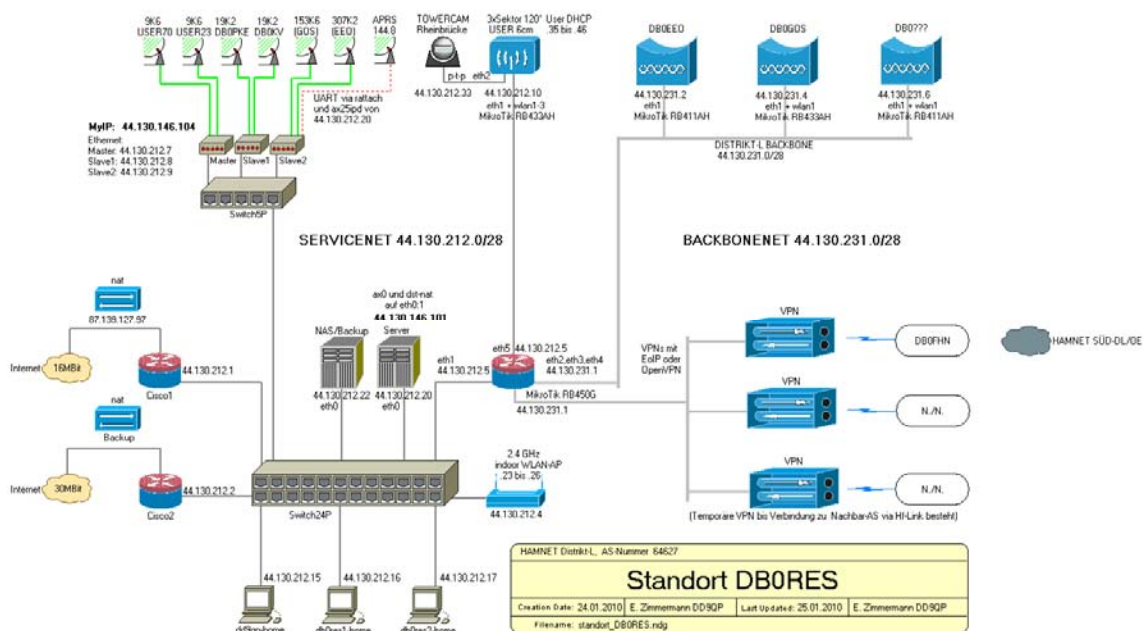 9K6 USER70
9K6 USER23
19K2 DB0PKE
19K2 DB0KV
153K6 (GOS)
307K2 (EEO)
APRS 144.8
TOWERCAM
Rheinbrücke
3xSektor 120°
USER 6cm
User DHCP
.35 bis .46
DB0EEO
DB0GOS
DB0???
p-t-p
eth2
44.130.212.33
44.130.212.10
eth1 + wlan1-3
MikroTik RB433AH
44.130.231.2
eth1
MikroTik RB411AH
44.130.231.4
eth1 + wlan1
MikroTik RB433AH
44.130.231.6
eth1 + wlan1
MikroTik RB411AH
UART via rattach
und ax25ipd von
44.130.212.20
MyIP: 44.130.146.104
Ethernet:
Master: 44.130.212.7
Slave1: 44.130.212.8
Slave2: 44.130.212.9
Master
Slave1
Slave2
Switch5P
DISTRIKT-L BACKBONE
44.130.231.0/28
SERVICENET 44.130.212.0/28
BACKBONENET 44.130.231.0/28
nat
87.139.127.97
Internet
16MBit
Cisco1
44.130.212.1
nat
Backup
Internet
30MBit
Cisco2
44.130.212.2
ax0 und dst-nat
auf eth0:1
44.130.146.101
NAS/Backup
Server
44.130.212.22
eth0
44.130.212.20
eth0
eth1
44.130.212.5
eth5
44.130.212.5
eth2,eth3,eth4
44.130.231.1
MikroTik RB450G
44.130.231.1
VPNs mit
EoIP oder
OpenVPN
VPN
DB0FHN
HAMNET SÜD-DL/OE
VPN
N./N.
VPN
N./N.
(Temporäre VPN bis Verbindung zu Nachbar-AS via HF-Link besteht)
2.4 GHz
indoor WLAN-AP
.23 bis .26
44.130.212.4
Switch24P
44.130.212.15
44.130.212.16
44.130.212.17
db0res1-home
db0res2-home
HAMNET Distrikt-L, AS-Nummer 64627
Standort DB0RES
Creation Date: 24.01.2010
E. Zimmermann DD9QP
Last Updated: 25.01.2010
E. Zimmermann DD9QP
Filename: standort_DB0RES.ndg